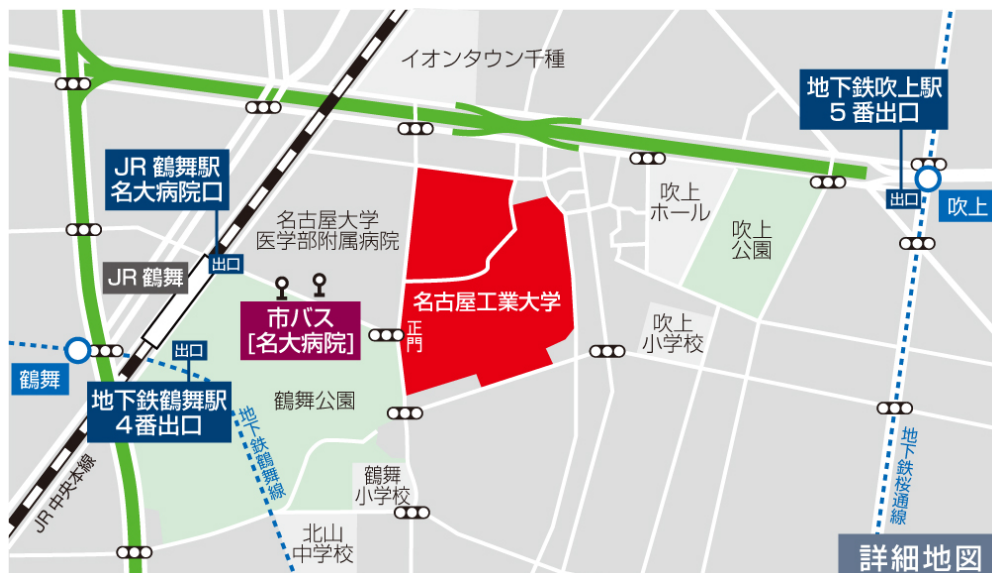 イオンタウン千種
地下鉄吹上駅
5番出口
JR 鶴舞駅
名大病院口
出口
吹上
名古屋大学
医学部附属病院
吹上
ホール
吹上
公園
出口
JR 鶴舞
名古屋工業大学
市バス
[名大病院]
正門
吹上
小学校
出口
鶴舞
地下鉄鶴舞駅
4番出口
鶴舞公園
地下鉄鶴舞線
地下鉄桜通線
JR 中央本線
鶴舞
小学校
北山
中学校
詳細地図